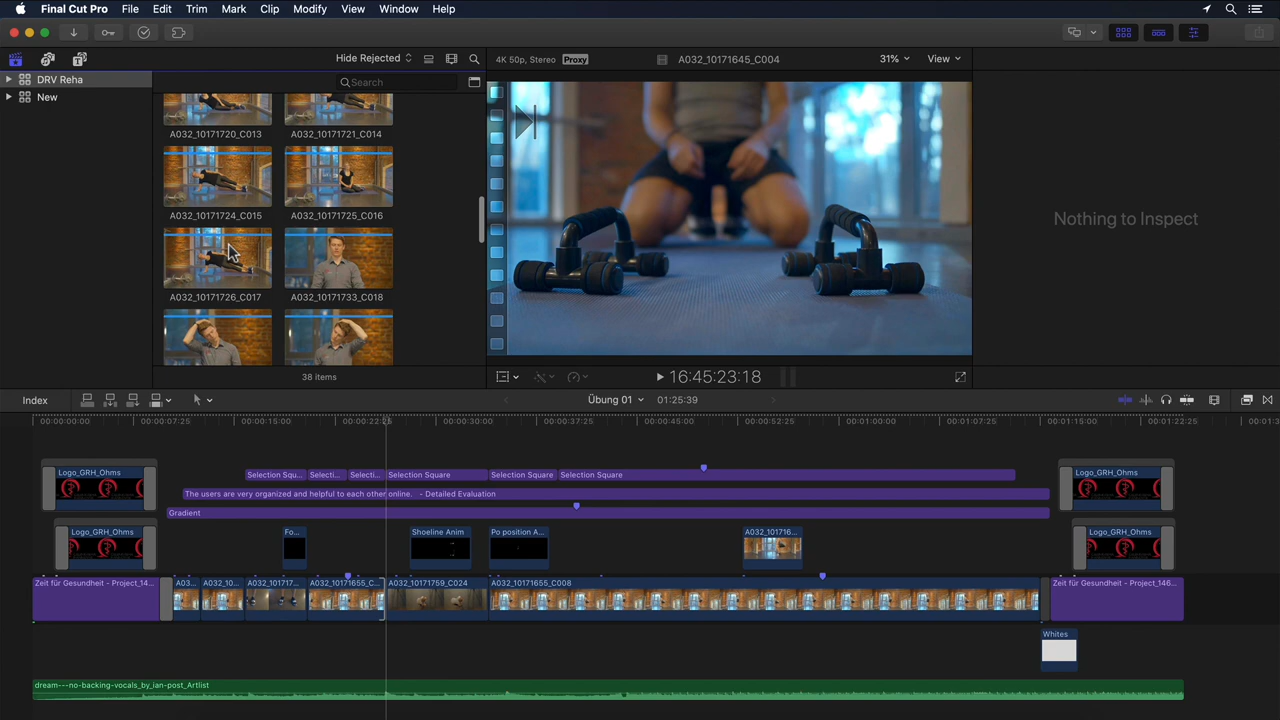 Final Cut Pro File Edit Trim Mark Clip Modify View Window Help
Hide Rejected
4K 50p, Stereo Proxy
A032_10171645_C004
31%
View
DRV Reha
New
Search
A032_10171720_C013 A032_10171721_C014
A032_10171724_C015 A032_10171725_C016
A032_10171726_C017 A032_10171733_C018
38 items
Nothing to Inspect
16:45:23:18
Index
Übung 01
01:25:39
00:00:00:00 00:00:07:25 00:00:15:00 00:00:22:25 00:00:30:00 00:00:37:25 00:00:45:00 00:00:52:25 00:01:00:00 00:01:07:25 00:01:15:00 00:01:22:25 00:01:3
Logo_GRH_Ohms Selection Squ... Selecti... Selecti... Selection Square Selection Square Selection Square Logo_GRH_Ohms
The users are very organized and helpful to each other online. - Detailed Evaluation
Gradient
Logo_GRH_Ohms Fo... Shoeline Anim Po position A... A032_101716... Logo_GRH_Ohms
Zeit für Gesundheit - Project_14... A03... A032_10... A032_101717... A032_10171655_C... A032_10171759_C024 A032_10171655_C008 Zeit für Gesundheit - Project_146...
Whites
dream---no-backing-vocals_by_ian-post_Artlist